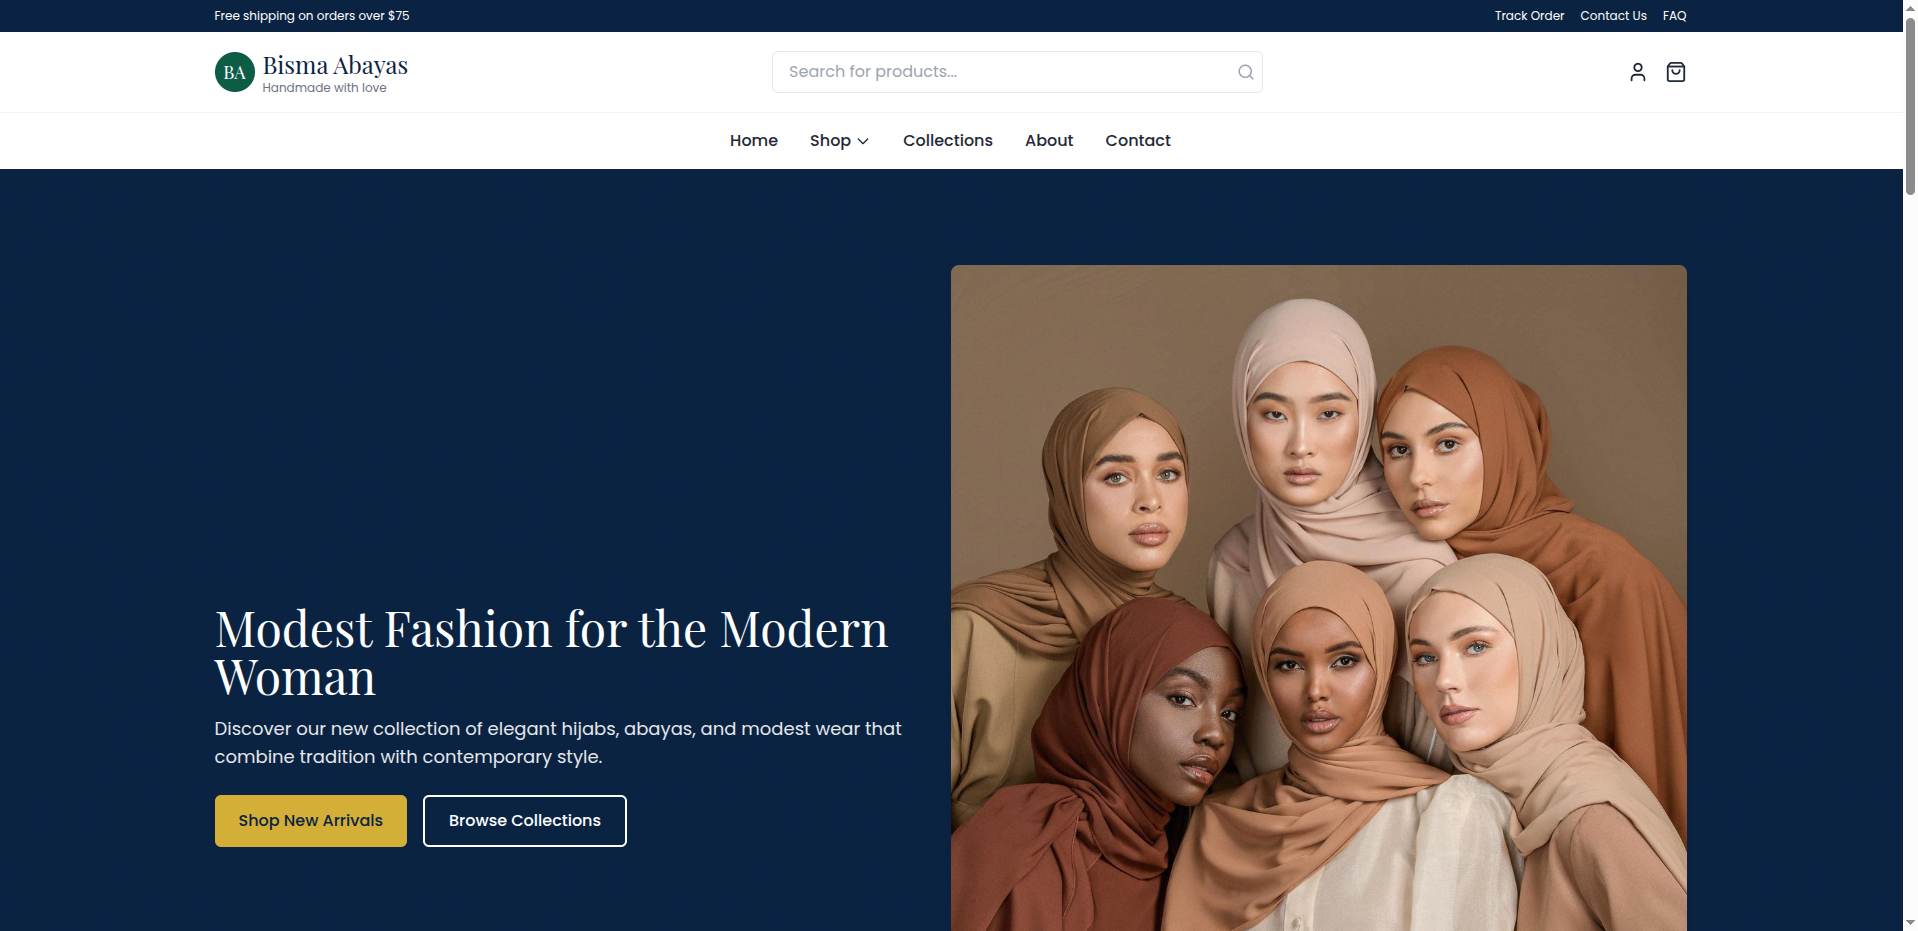 Free shipping on orders over $75
Track Order Contact Us FAQ
BA
Bisma Abayas
Handmade with love
Search for products...
Home Shop Collections About Contact
Modest Fashion for the Modern
Woman
Discover our new collection of elegant hijabs, abayas, and modest wear that
combine tradition with contemporary style.
Shop New Arrivals
Browse Collections